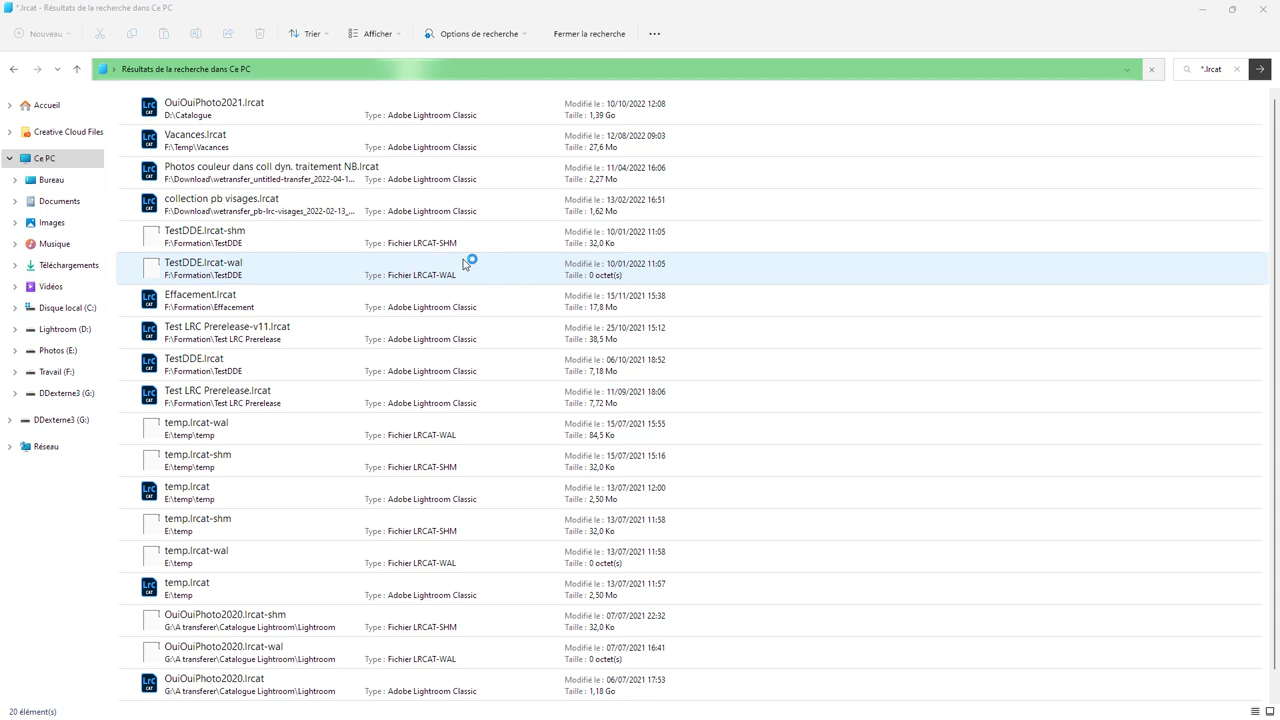 *.lrcat - Résultats de la recherche dans Ce PC
Nouveau
Trier
Afficher
Options de recherche
Fermer la recherche
Résultats de la recherche dans Ce PC
*.lrcat
Accueil
Creative Cloud Files
Ce PC
Bureau
Documents
Images
Musique
Téléchargements
Vidéos
Disque local (C:)
Lightroom (D:)
Photos (E:)
Travail (F:)
DDexterne3 (G:)
DDexterne3 (G:)
Réseau
OuiOuiPhoto2021.lrcat Modifié le : 10/10/2022 12:08
D:\Catalogue Type : Adobe Lightroom Classic Taille : 1,39 Go
Vacances.lrcat Modifié le : 12/08/2022 09:03
F:\Temp\Vacances Type : Adobe Lightroom Classic Taille : 27,6 Mo
Photos couleur dans coll dyn. traitement NB.lrcat Modifié le : 11/04/2022 16:06
F:\Download\wetransfer_untitled-transfer_2022-04-1... Type : Adobe Lightroom Classic Taille : 2,27 Mo
collection pb visages.lrcat Modifié le : 13/02/2022 16:51
F:\Download\wetransfer_pb-lrc-visages_2022-02-13_... Type : Adobe Lightroom Classic Taille : 1,62 Mo
TestDDE.lrcat-shm Modifié le : 10/01/2022 11:05
F:\Formation\TestDDE Type : Fichier LRCAT-SHM Taille : 32,0 Ko
TestDDE.lrcat-wal Modifié le : 10/01/2022 11:05
F:\Formation\TestDDE Type : Fichier LRCAT-WAL Taille : 0 octet(s)
Effacement.lrcat Modifié le : 15/11/2021 15:38
F:\Formation\Effacement Type : Adobe Lightroom Classic Taille : 17,8 Mo
Test LRC Prerelease-v11.lrcat Modifié le : 25/10/2021 15:12
F:\Formation\Test LRC Prerelease Type : Adobe Lightroom Classic Taille : 38,5 Mo
TestDDE.lrcat Modifié le : 06/10/2021 18:52
F:\Formation\TestDDE Type : Adobe Lightroom Classic Taille : 7,18 Mo
Test LRC Prerelease.lrcat Modifié le : 11/09/2021 18:06
F:\Formation\Test LRC Prerelease Type : Adobe Lightroom Classic Taille : 7,72 Mo
temp.lrcat-wal Modifié le : 15/07/2021 15:55
E:\temp\temp Type : Fichier LRCAT-WAL Taille : 84,5 Ko
temp.lrcat-shm Modifié le : 15/07/2021 15:16
E:\temp\temp Type : Fichier LRCAT-SHM Taille : 32,0 Ko
temp.lrcat Modifié le : 13/07/2021 12:00
E:\temp\temp Type : Adobe Lightroom Classic Taille : 2,50 Mo
temp.lrcat-shm Modifié le : 13/07/2021 11:58
E:\temp Type : Fichier LRCAT-SHM Taille : 32,0 Ko
temp.lrcat-wal Modifié le : 13/07/2021 11:58
E:\temp Type : Fichier LRCAT-WAL Taille : 0 octet(s)
temp.lrcat Modifié le : 13/07/2021 11:57
E:\temp Type : Adobe Lightroom Classic Taille : 2,50 Mo
OuiOuiPhoto2020.lrcat-shm Modifié le : 07/07/2021 22:32
G:\A transferer\Catalogue Lightroom\Lightroom Type : Fichier LRCAT-SHM Taille : 32,0 Ko
OuiOuiPhoto2020.lrcat-wal Modifié le : 07/07/2021 16:41
G:\A transferer\Catalogue Lightroom\Lightroom Type : Fichier LRCAT-WAL Taille : 0 octet(s)
OuiOuiPhoto2020.lrcat Modifié le : 06/07/2021 17:53
G:\A transferer\Catalogue Lightroom\Lightroom Type : Adobe Lightroom Classic Taille : 1,18 Go
20 élément(s)